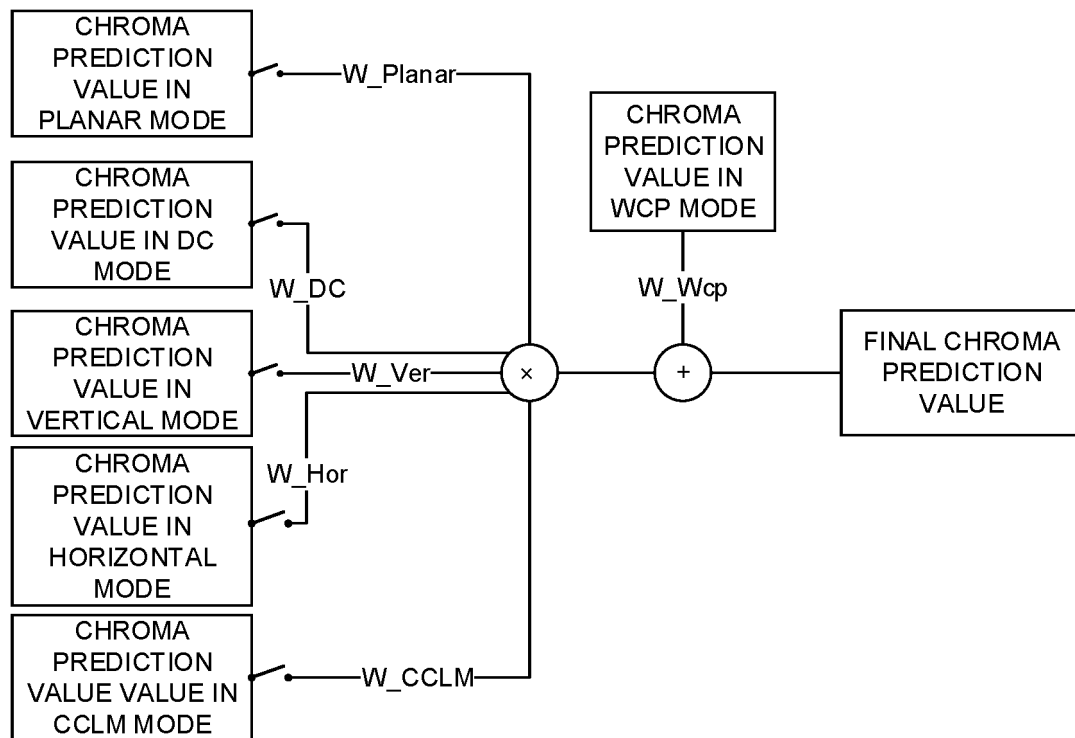 CHROMA
PREDICTION
VALUE IN
PLANAR MODE
W_Planar
CHROMA
PREDICTION
VALUE IN DC
MODE
W_DC
CHROMA
PREDICTION
VALUE IN
VERTICAL MODE
W_Ver
CHROMA
PREDICTION
VALUE IN
HORIZONTAL
MODE
W_Hor
CHROMA
PREDICTION
VALUE VALUE IN
CCLM MODE
W_CCLM
×
CHROMA
PREDICTION
VALUE IN
WCP MODE
W_Wcp
+
FINAL CHROMA
PREDICTION
VALUE